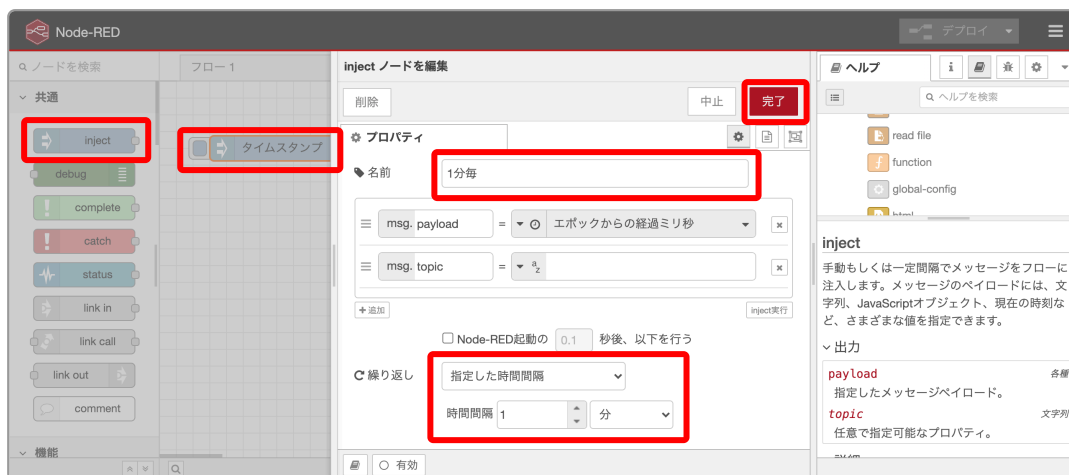 Node-RED
デプロイ
ノードを検索
フロー 1
共通
inject
debug
complete
catch
status
link in
link call
link out
comment
機能
タイムスタンプ
inject ノードを編集
削除
中止
完了
プロパティ
名前
1分毎
msg. payload = エポックからの経過ミリ秒
msg. topic = az
追加
inject実行
Node-RED起動の 0.1 秒後、以下を行う
繰り返し
指定した時間間隔
時間間隔 1 分
有効
ヘルプ
ヘルプを検索
read file
function
global-config
html
inject
手動もしくは一定間隔でメッセージをフローに
注入します。メッセージのペイロードには、文
字列、JavaScriptオブジェクト、現在の時刻な
ど、さまざまな値を指定できます。
出力
payload 各種
指定したメッセージペイロード。
topic 文字列
任意で指定可能なプロパティ。
詳細